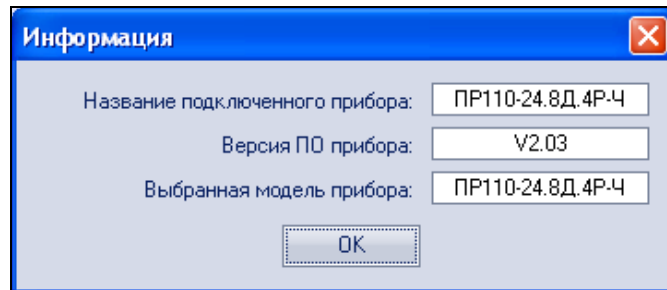 Информация
Название подключенного прибора: ПР110-24.8Д.4Р-Ч
Версия ПО прибора: V2.03
Выбранная модель прибора: ПР110-24.8Д.4Р-Ч
OK